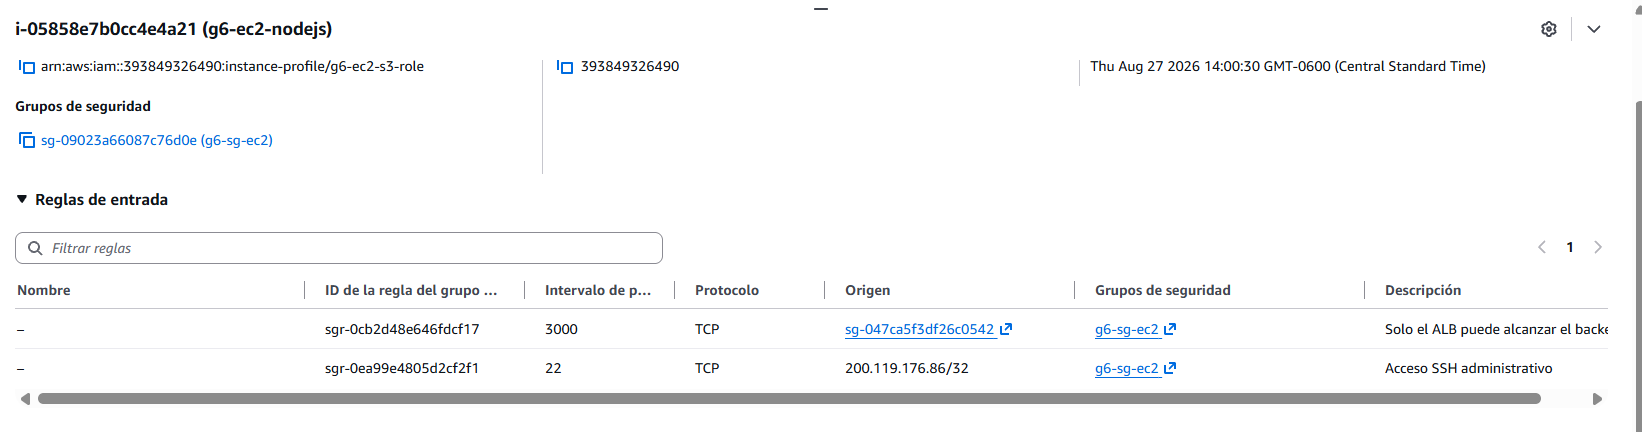 i-05858e7b0cc4e4a21 (g6-ec2-nodejs)
arn:aws:iam::393849326490:instance-profile/g6-ec2-s3-role 393849326490 Thu Aug 27 2026 14:00:30 GMT-0600 (Central Standard Time)
Grupos de seguridad
sg-09023a66087c76d0e (g6-sg-ec2)
Reglas de entrada
Filtrar reglas 1
Nombre ID de la regla del grupo ... Intervalo de p... Protocolo Origen Grupos de seguridad Descripción
– sgr-0cb2d48e646fdcf17 3000 TCP sg-047ca5f3df26c0542 g6-sg-ec2 Solo el ALB puede alcanzar el backe
– sgr-0ea99e4805d2cf2f1 22 TCP 200.119.176.86/32 g6-sg-ec2 Acceso SSH administrativo